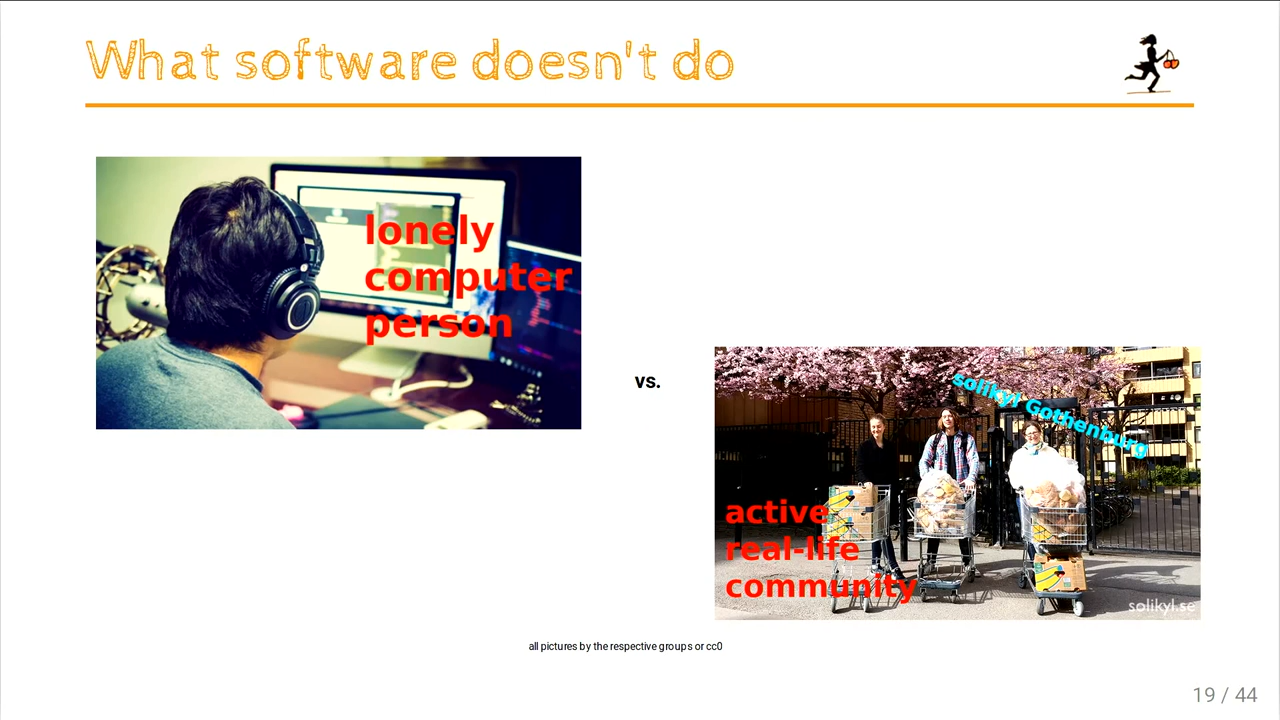 What software doesn't do
lonely
computer
person
vs.
solikyl Gothenburg
active
real-life
community
solikyl.se
all pictures by the respective groups or cc0
19 / 44